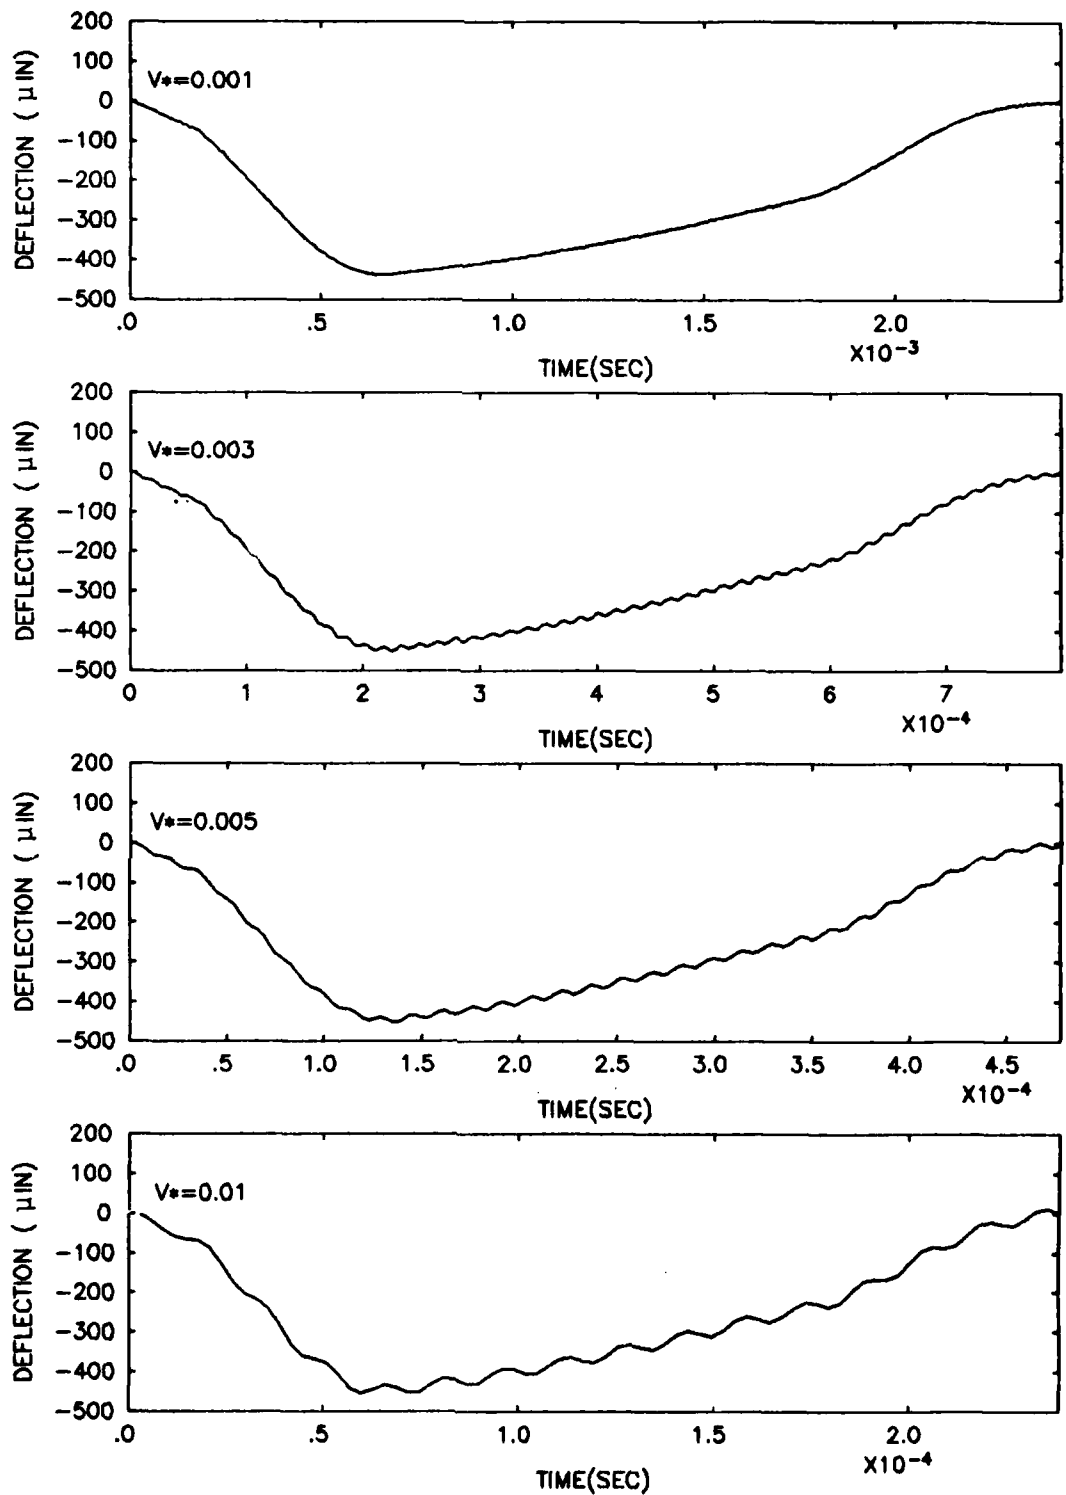 200
100
0
-100
-200
-300
-400
-500
DEFLECTION ( μ IN)
V*=0.001
.0 .5 1.0 1.5 2.0
X10-3
TIME(SEC)
200
100
0
-100
-200
-300
-400
-500
DEFLECTION ( μ IN)
V*=0.003
0 1 2 3 4 5 6 7
X10-4
TIME(SEC)
200
100
0
-100
-200
-300
-400
-500
DEFLECTION ( μ IN)
V*=0.005
.0 .5 1.0 1.5 2.0 2.5 3.0 3.5 4.0 4.5
X10-4
TIME(SEC)
200
100
0
-100
-200
-300
-400
-500
DEFLECTION ( μ IN)
V*=0.01
.0 .5 1.0 1.5 2.0
X10-4
TIME(SEC)